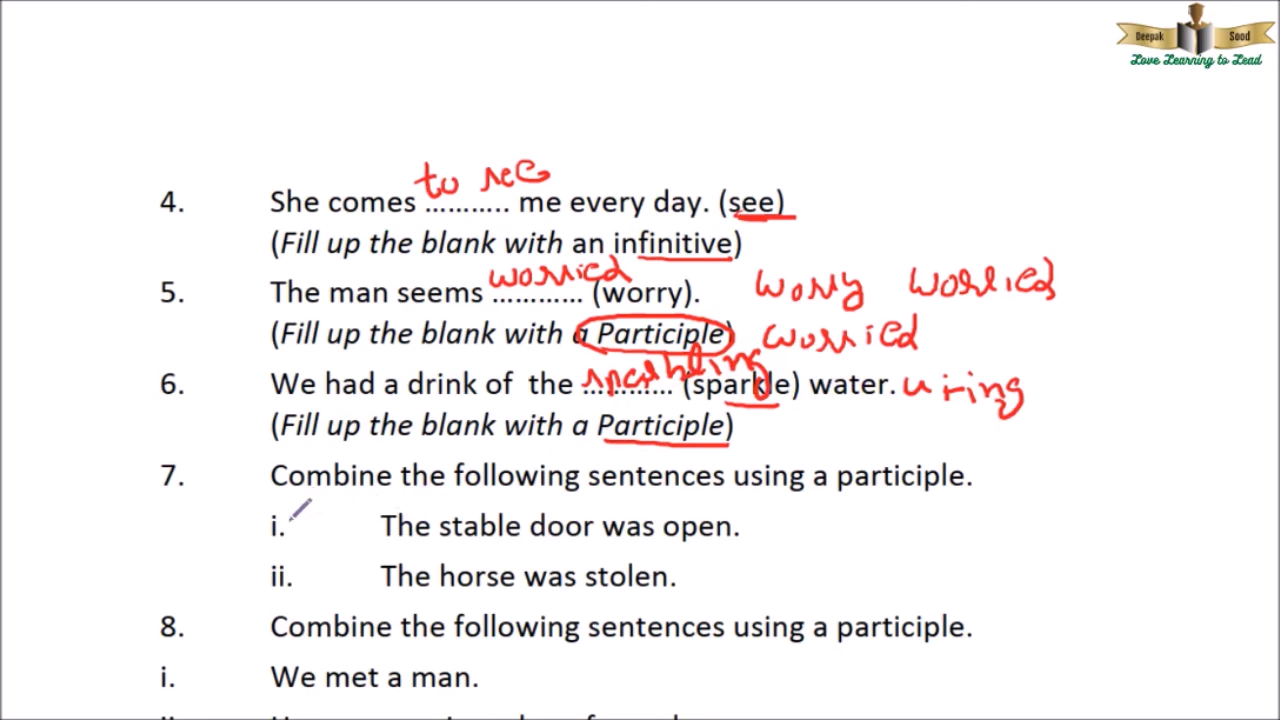 Deepak Sood
Love Learning to Lead
to see
4. She comes ……….. me every day. (see)
(Fill up the blank with an infinitive)
worried
5. The man seems ………… (worry). worry worried
(Fill up the blank with a Participle) worried
sparkling
6. We had a drink of the ………… (sparkle) water. ring
(Fill up the blank with a Participle)
7. Combine the following sentences using a participle.
i. The stable door was open.
ii. The horse was stolen.
8. Combine the following sentences using a participle.
i. We met a man.